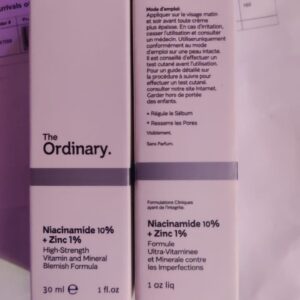 The
Ordinary.
Niacinamide 10%
+ Zinc 1%
High-Strength
Vitamin and Mineral
Blemish Formula
30 ml e 1 fl.oz
Mode d'emploi:
Appliquer sur le visage matin
et soir avant toute crème
plus épaisse. En cas d'irritation,
cesser l'utilisation et consulter
un médecin. Utiliser uniquement
conformément au mode
d'emploi sur une peau intacte.
Il est conseillé d'effectuer un
test cutané avant l'utilisation.
Pour un guide détaillé sur
la procédure à suivre pour
effectuer un test cutané,
consulter notre site Internet.
Garder hors de portée
des enfants.
+ Régule le Sébum
+ Resserre les Pores
Visiblement.
Sans Parfum.
Formulations Cliniques
ayant de l'Intégrité.
Niacinamide 10%
+ Zinc 1%
Formule
Ultra-Vitaminée
et Minérale contre
les Imperfections
1 oz liq